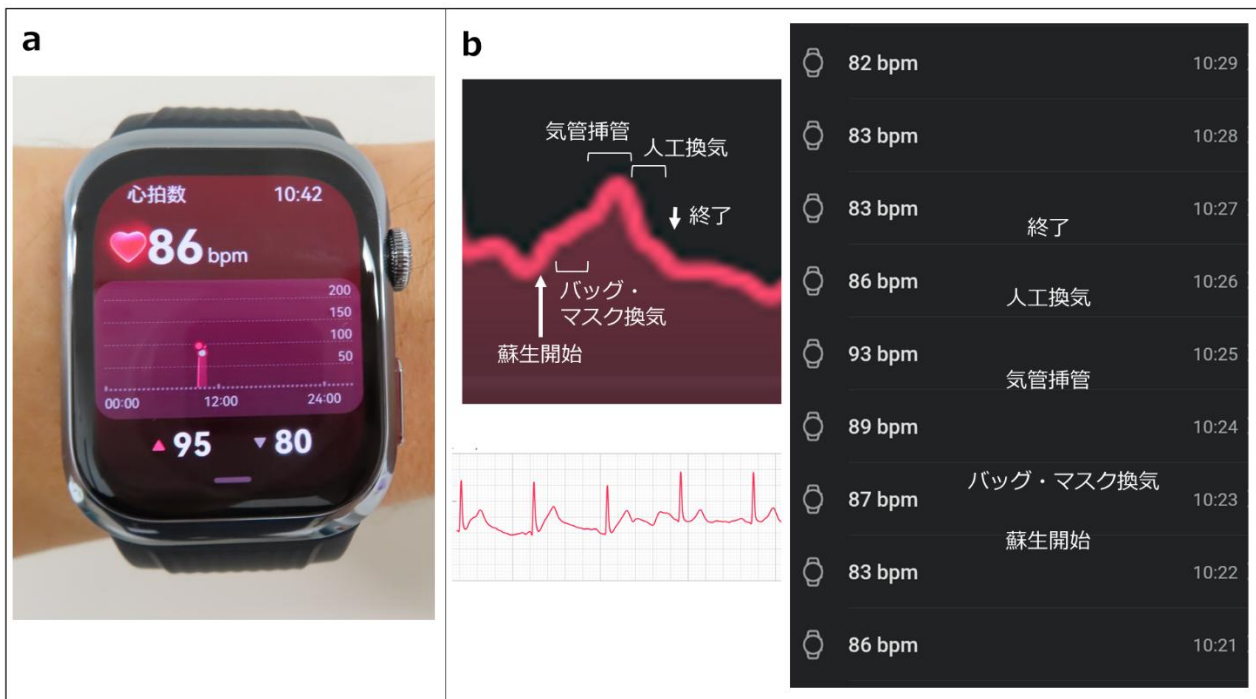 a
心拍数 10:42
86 bpm
200
150
100
50
00:00 12:00 24:00
▲95 ▼80
b
気管挿管
人工換気
終了
バッグ・
マスク換気
蘇生開始
82 bpm 10:29
83 bpm 10:28
83 bpm 10:27
終了
86 bpm 10:26
人工換気
93 bpm 10:25
気管挿管
89 bpm 10:24
バッグ・マスク換気
87 bpm 10:23
蘇生開始
83 bpm 10:22
86 bpm 10:21